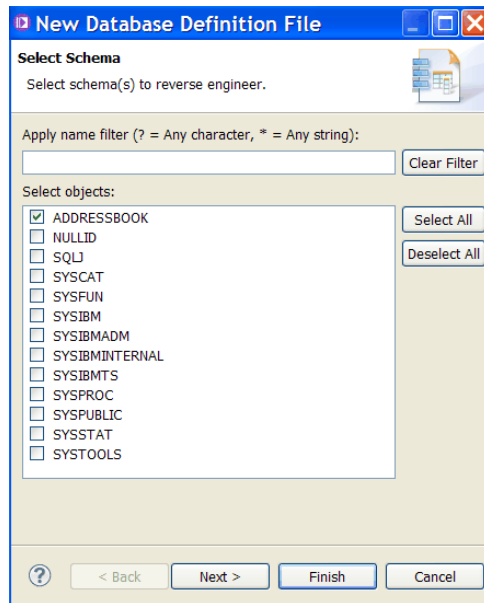 New Database Definition File
Select Schema
Select schema(s) to reverse engineer.
Apply name filter (? = Any character, * = Any string):
Clear Filter
Select objects:
ADDRESSBOOK
Select All
NULLID
SQLJ
Deselect All
SYSCAT
SYSFUN
SYSIBM
SYSIBMADM
SYSIBMINTERNAL
SYSIBMTS
SYSPROC
SYSPUBLIC
SYSSTAT
SYSTOOLS
? < Back Next > Finish Cancel